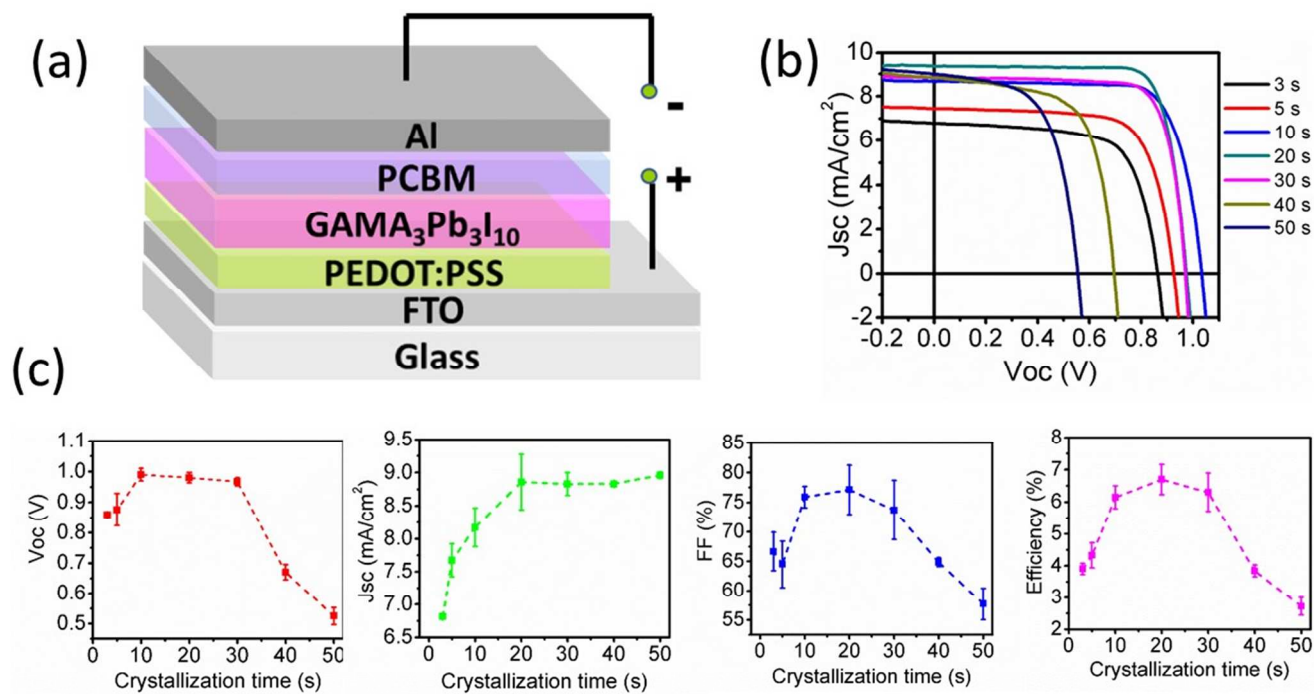 (a)
-
+
Al
PCBM
GAMA₃Pb₃I₁₀
PEDOT:PSS
FTO
Glass
(b)
Jsc (mA/cm²)
10
8
6
4
2
0
-2
-0.2 0.0 0.2 0.4 0.6 0.8 1.0
Voc (V)
3 s
5 s
10 s
20 s
30 s
40 s
50 s
(c)
Voc (V)
1.1
1.0
0.9
0.8
0.7
0.6
0.5
0 10 20 30 40 50
Crystallization time (s)
Jsc (mA/cm²)
9.5
9.0
8.5
8.0
7.5
7.0
6.5
0 10 20 30 40 50
Crystallization time (s)
FF (%)
85
80
75
70
65
60
55
0 10 20 30 40 50
Crystallization time (s)
Efficiency (%)
8
7
6
5
4
3
2
0 10 20 30 40 50
Crystallization time (s)